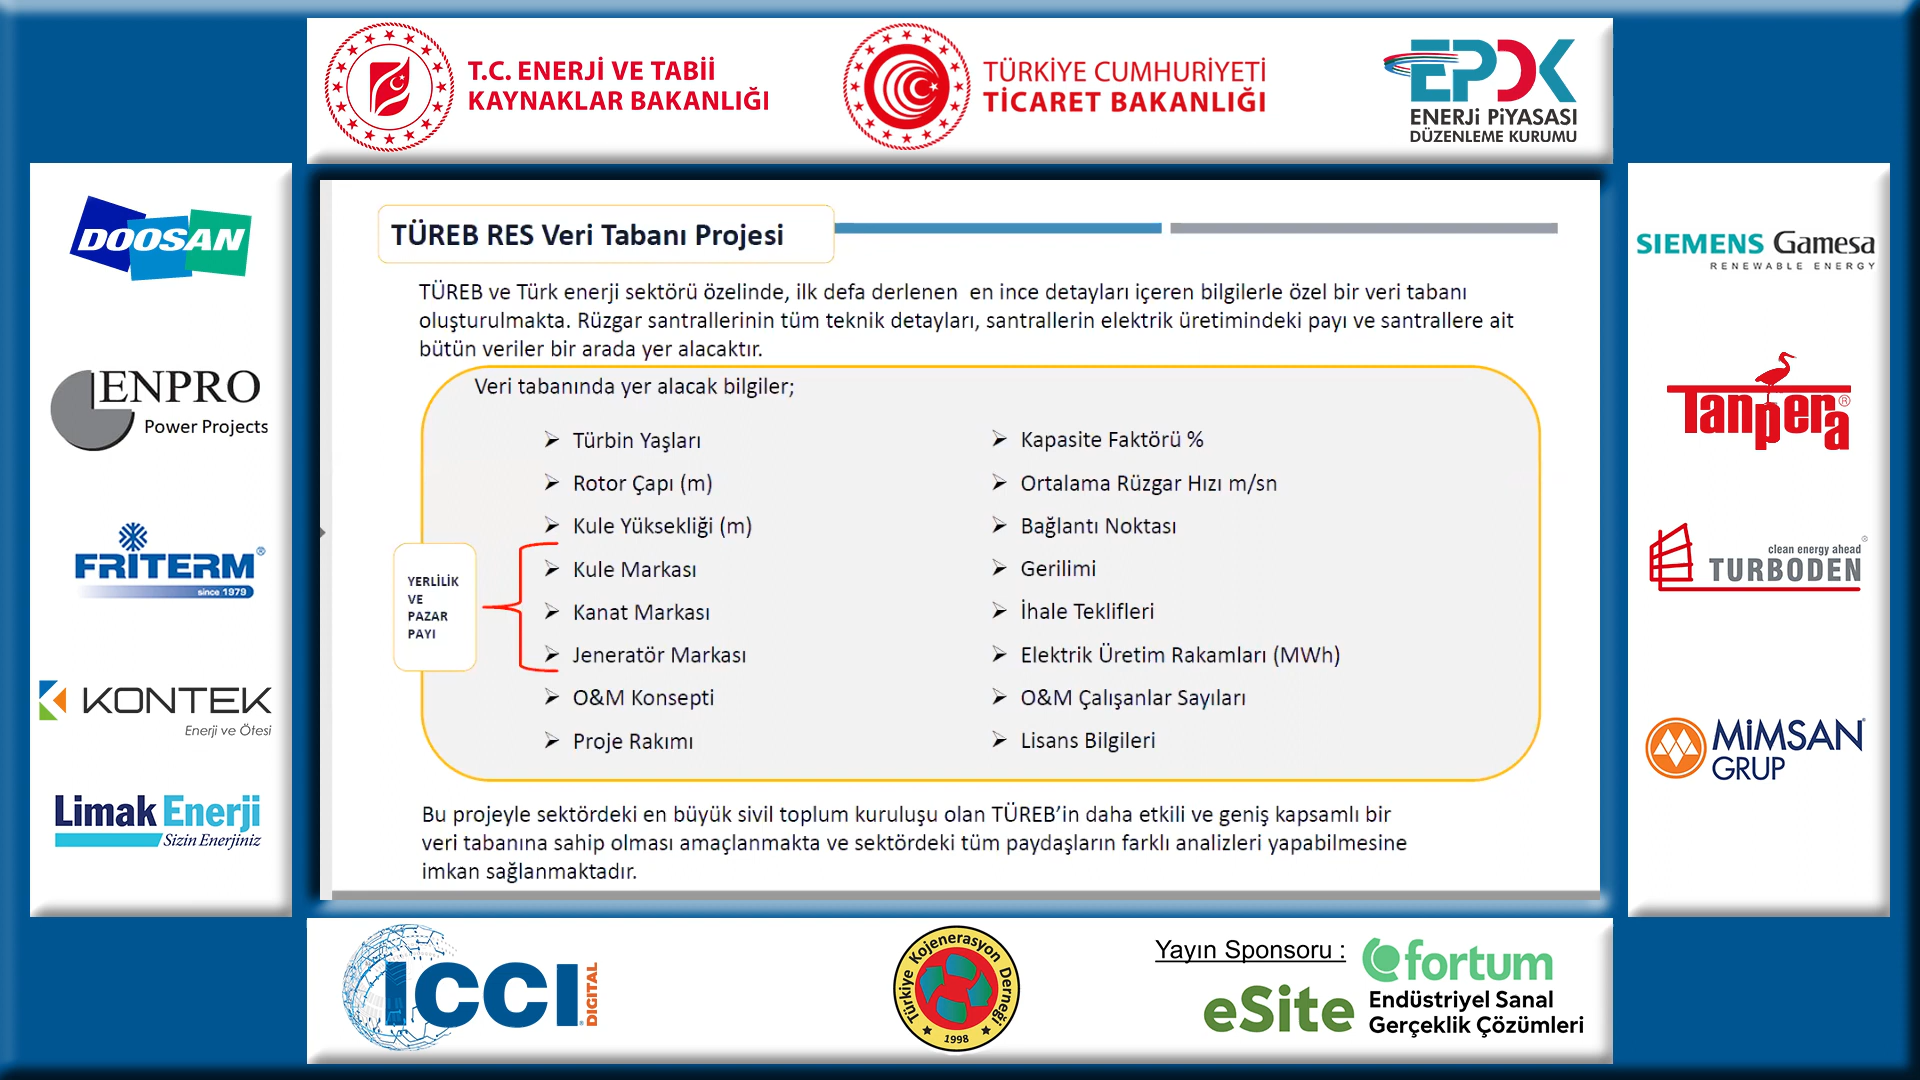 T.C. ENERJİ VE TABİİ
KAYNAKLAR BAKANLIĞI
TÜRKİYE CUMHURİYETİ
TİCARET BAKANLIĞI
EPDK
ENERJİ PİYASASI
DÜZENLEME KURUMU
DOOSAN
ENPRO
Power Projects
FRITERM®
since 1979
KONTEK
Enerji ve Ötesi
Limak Enerji
Sizin Enerjiniz
TÜREB RES Veri Tabanı Projesi
TÜREB ve Türk enerji sektörü özelinde, ilk defa derlenen en ince detayları içeren bilgilerle özel bir veri tabanı
oluşturulmakta. Rüzgar santrallerinin tüm teknik detayları, santrallerin elektrik üretimindeki payı ve santrallere ait
bütün veriler bir arada yer alacaktır.
Veri tabanında yer alacak bilgiler;
➢ Türbin Yaşları
➢ Rotor Çapı (m)
➢ Kule Yüksekliği (m)
➢ Kule Markası
➢ Kanat Markası
➢ Jeneratör Markası
➢ O&M Konsepti
➢ Proje Rakımı
YERLİLİK
VE
PAZAR
PAYI
➢ Kapasite Faktörü %
➢ Ortalama Rüzgar Hızı m/sn
➢ Bağlantı Noktası
➢ Gerilimi
➢ İhale Teklifleri
➢ Elektrik Üretim Rakamları (MWh)
➢ O&M Çalışanlar Sayıları
➢ Lisans Bilgileri
Bu projeyle sektördeki en büyük sivil toplum kuruluşu olan TÜREB’in daha etkili ve geniş kapsamlı bir
veri tabanına sahip olması amaçlanmakta ve sektördeki tüm paydaşların farklı analizleri yapabilmesine
imkan sağlanmaktadır.
SIEMENS Gamesa
RENEWABLE ENERGY
Tanpera®
clean energy ahead
TURBODEN®
MİMSAN®
GRUP
ICCI DIGITAL
Türkiye Kojenerasyon Derneği
1998
Yayın Sponsoru :
fortum
eSite
Endüstriyel Sanal
Gerçeklik Çözümleri